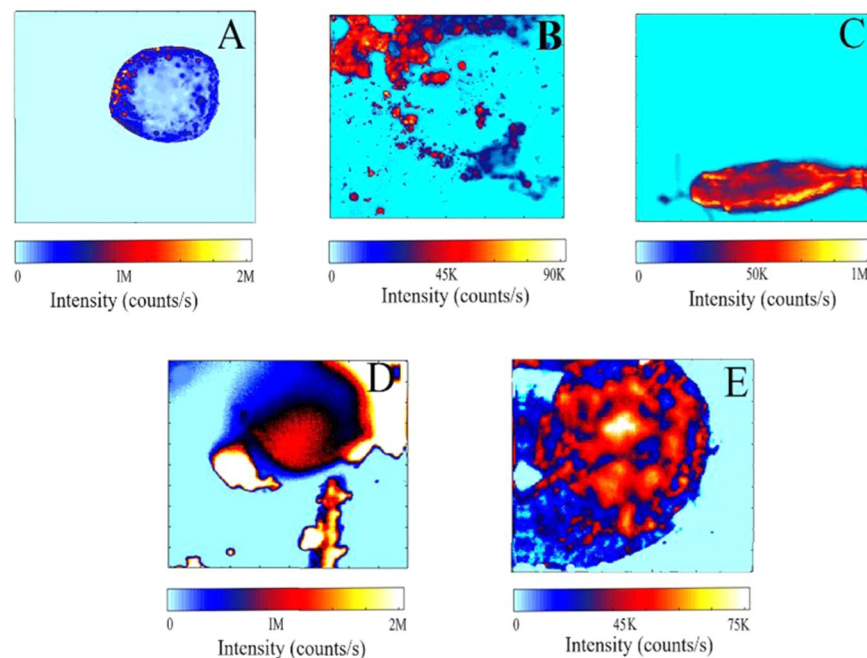 A
B
C
0 1M 2M
Intensity (counts/s)
0 45K 90K
Intensity (counts/s)
0 50K 1M
Intensity (counts/s)
D
E
0 1M 2M
Intensity (counts/s)
0 45K 75K
Intensity (counts/s)